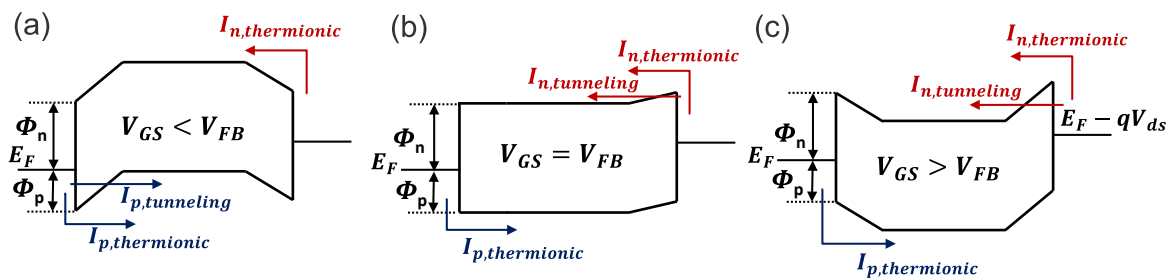 (a)
I_{n,thermionic}
Φ_n
V_{GS} < V_{FB}
E_F
Φ_p
I_{p,tunneling}
I_{p,thermionic}
(b)
I_{n,thermionic}
I_{n,tunneling}
Φ_n
V_{GS} = V_{FB}
E_F
Φ_p
I_{p,thermionic}
(c)
I_{n,thermionic}
I_{n,tunneling}
Φ_n
E_F − qV_{ds}
E_F
V_{GS} > V_{FB}
Φ_p
I_{p,thermionic}